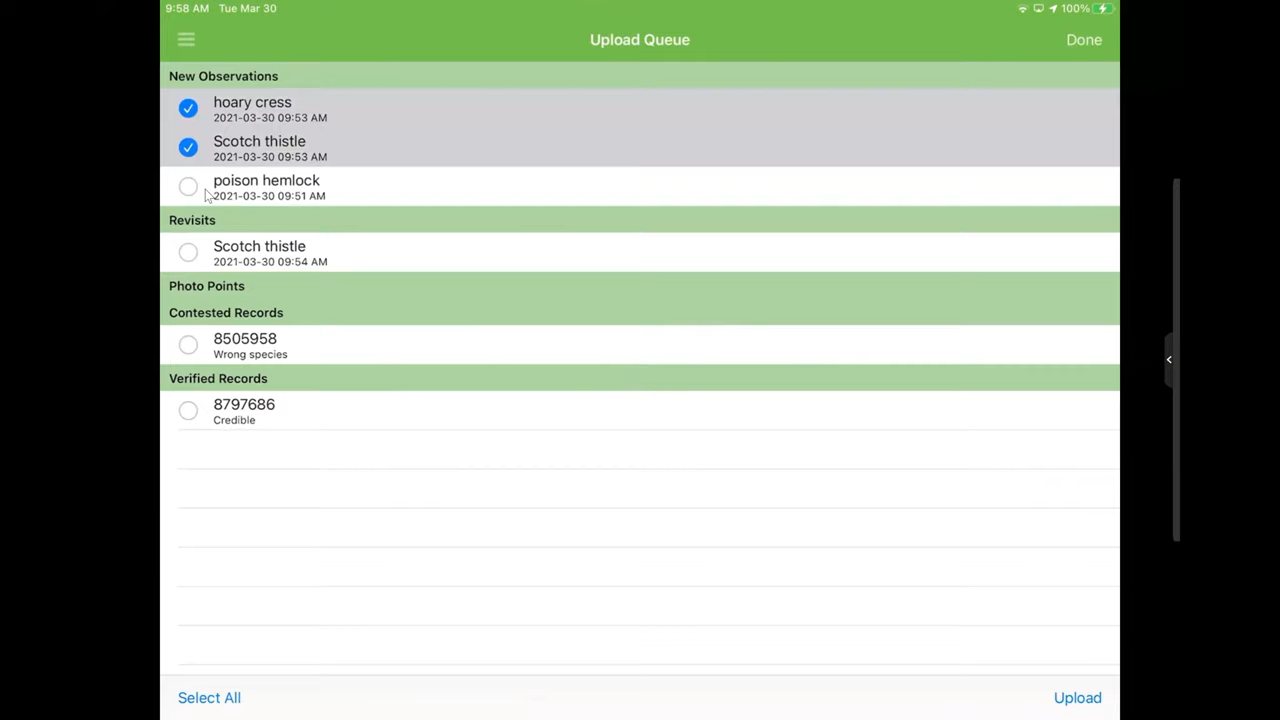 9:58 AM Tue Mar 30
100%
Upload Queue
Done
New Observations
hoary cress
2021-03-30 09:53 AM
Scotch thistle
2021-03-30 09:53 AM
poison hemlock
2021-03-30 09:51 AM
Revisits
Scotch thistle
2021-03-30 09:54 AM
Photo Points
Contested Records
8505958
Wrong species
Verified Records
8797686
Credible
Select All
Upload